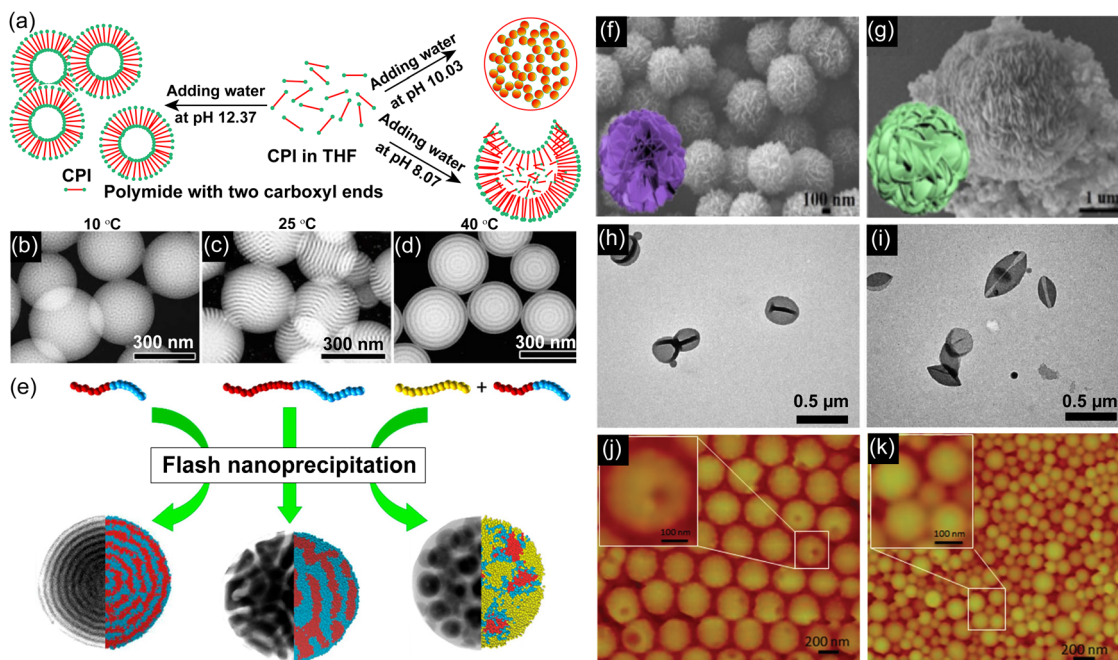 (a)
Adding water
at pH 12.37
CPI in THF
Adding water
at pH 10.03
Adding water
at pH 8.07
CPI
Polymide with two carboxyl ends
10 °C
25 °C
40 °C
(b)
300 nm
(c)
300 nm
(d)
300 nm
(e)
+
Flash nanoprecipitation
(f)
100 nm
(g)
1 um
(h)
0.5 μm
(i)
0.5 μm
(j)
100 nm
200 nm
(k)
100 nm
200 nm